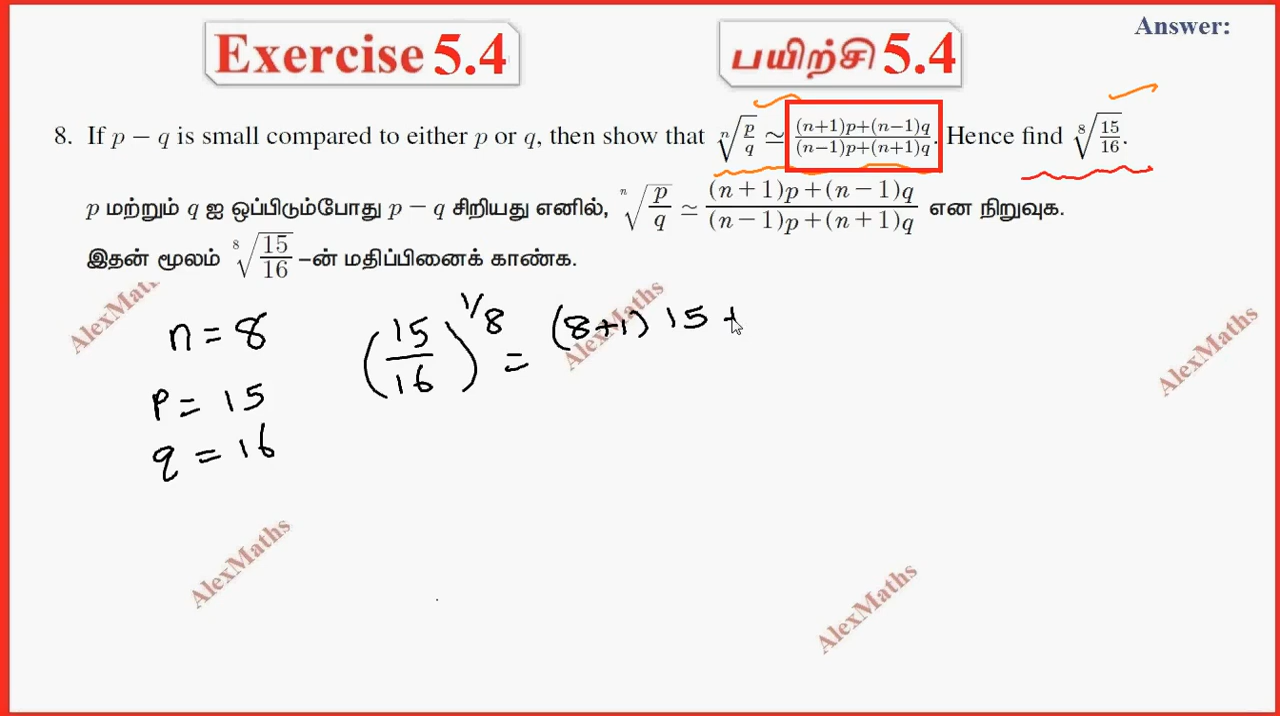 Answer:
Exercise 5.4
பயிற்சி 5.4
8. If p − q is small compared to either p or q, then show that ⁿ√(p/q) ≃ ((n+1)p+(n−1)q)/((n−1)p+(n+1)q). Hence find ⁸√(15/16).
p மற்றும் q ஐ ஒப்பிடும்போது p − q சிறியது எனில், ⁿ√(p/q) ≃ ((n+1)p+(n−1)q)/((n−1)p+(n+1)q) என நிறுவுக.
இதன் மூலம் ⁸√(15/16) –ன் மதிப்பினைக் காண்க.
AlexMaths
AlexMaths
AlexMaths
n = 8
(15/16)^1/8 = (8+1) 15 +
p = 15
q = 16
AlexMaths
AlexMaths